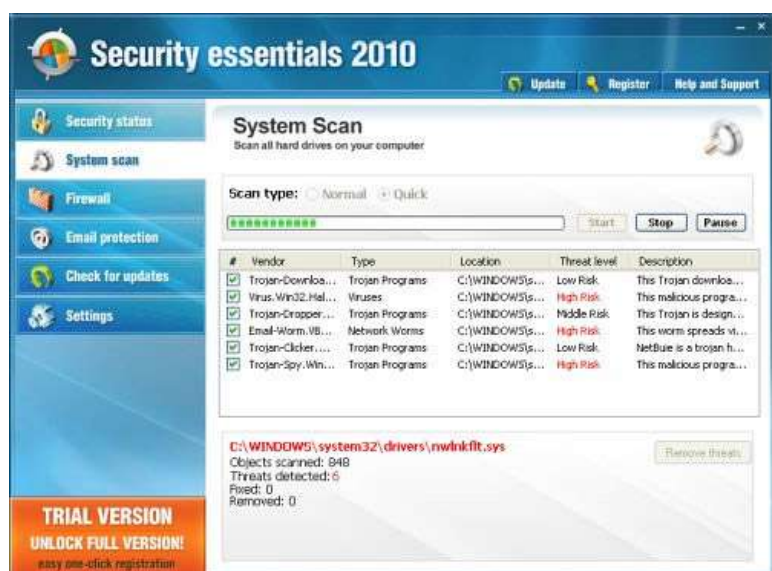 Security essentials 2010
Update Register Help and Support
Security status
System scan
Firewall
Email protection
Check for updates
Settings
TRIAL VERSION
UNLOCK FULL VERSION!
easy one-click registration
System Scan
Scan all hard drives on your computer
Scan type: Normal Quick
Start Stop Pause
# Vendor Type Location Threat level Description
Trojan-Downloa... Trojan Programs C:\WINDOWS\s... Low Risk This Trojan downloa...
Virus.Win32.Hal... Viruses C:\WINDOWS\s... High Risk This malicious progra...
Trojan-Dropper... Trojan Programs C:\WINDOWS\s... Middle Risk This Trojan is design...
Email-Worm.VB... Network Worms C:\WINDOWS\s... High Risk This worm spreads vi...
Trojan-Clicker.... Trojan Programs C:\WINDOWS\s... Low Risk NetBuie is a trojan h...
Trojan-Spy.Win... Trojan Programs C:\WINDOWS\s... High Risk This malicious progra...
C:\WINDOWS\system32\drivers\nwlnkflt.sys
Objects scanned: 848
Threats detected: 6
Fixed: 0
Removed: 0
Remove threats